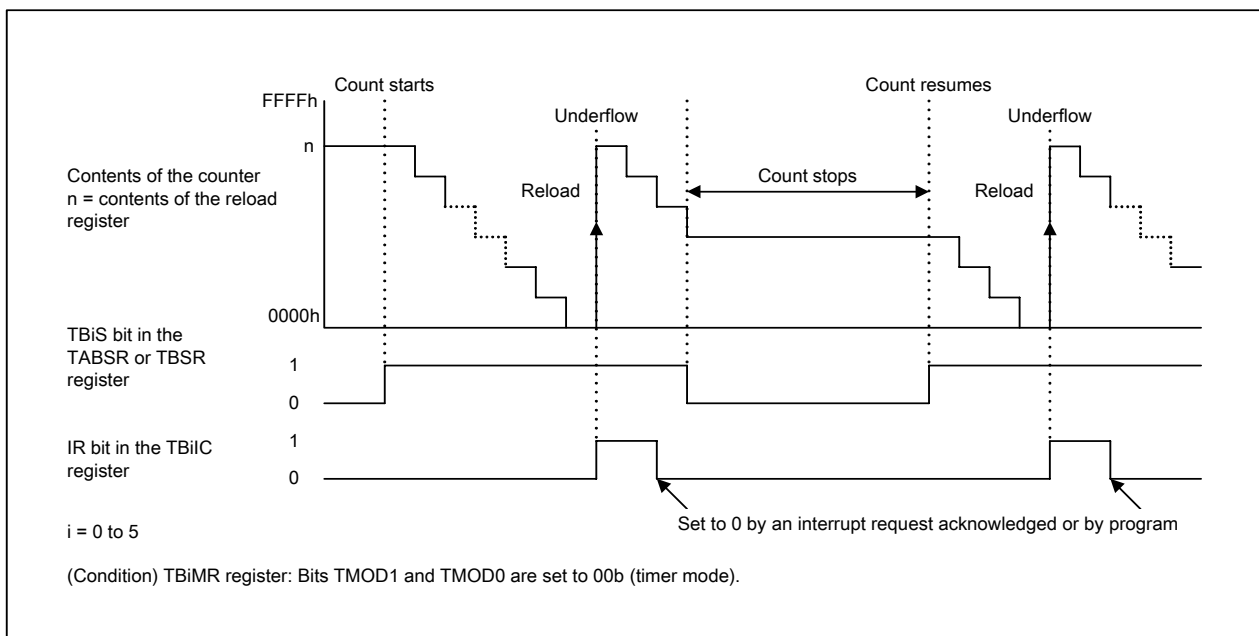 Count starts
Count resumes
FFFFh
Underflow
Underflow
n
Contents of the counter
n = contents of the reload
register
Reload
Count stops
Reload
0000h
TBiS bit in the
TABSR or TBSR
register
1
0
IR bit in the TBiIC
register
1
0
Set to 0 by an interrupt request acknowledged or by program
i = 0 to 5
(Condition) TBiMR register: Bits TMOD1 and TMOD0 are set to 00b (timer mode).